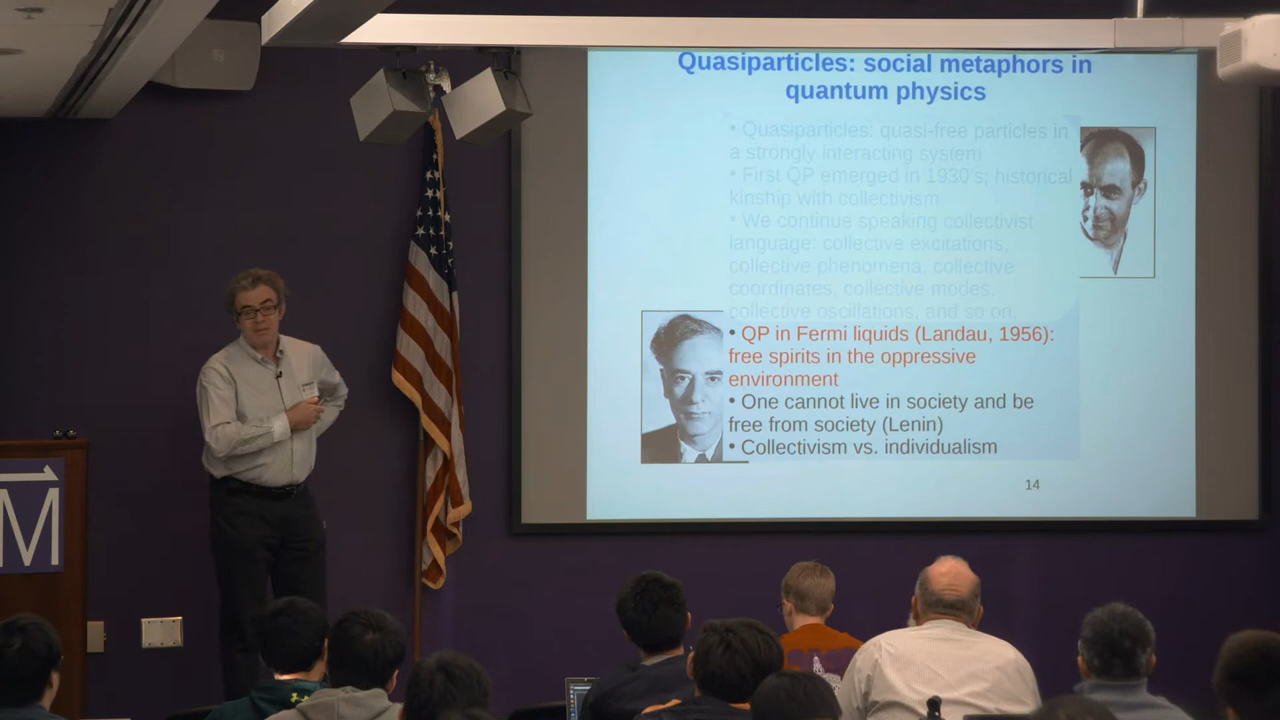 Quasiparticles: social metaphors in
quantum physics
• Quasiparticles: quasi-free particles in
a strongly interacting system
• First QP emerged in 1930's; historical
kinship with collectivism
• We continue speaking collectivist
language: collective excitations,
collective phenomena, collective
coordinates, collective modes,
collective oscillations, and so on.
• QP in Fermi liquids (Landau, 1956):
free spirits in the oppressive
environment
• One cannot live in society and be
free from society (Lenin)
• Collectivism vs. individualism
14
M